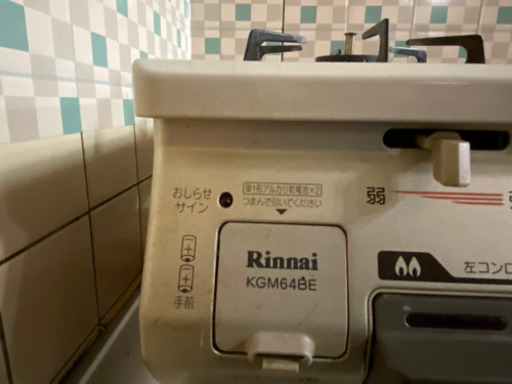 おしらせ
サイン
単1形アルカリ乾電池×2
つまんで引いてください
弱
Rinnai
KGM64BE
手前
左コンロ